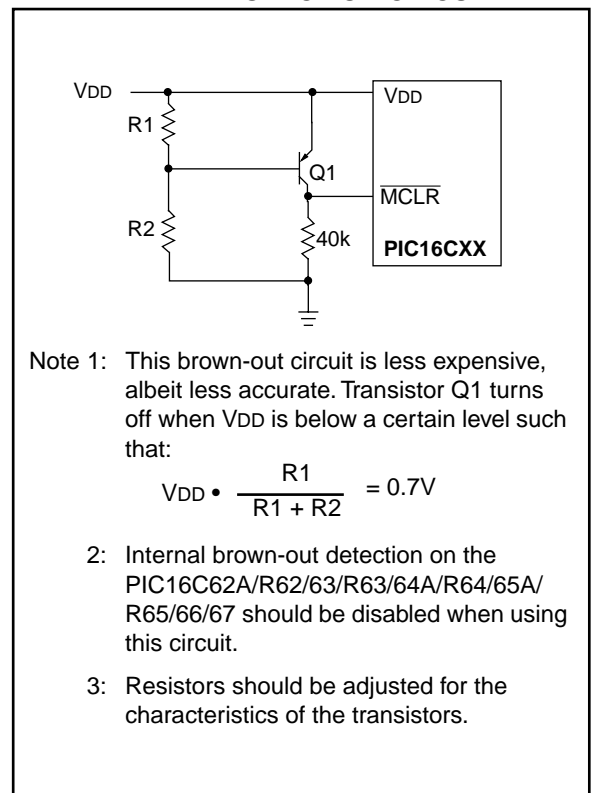 VDD
VDD
R1
Q1
MCLR
R2
40k
PIC16CXX
Note 1: This brown-out circuit is less expensive,
albeit less accurate. Transistor Q1 turns
off when VDD is below a certain level such
that:
VDD • R1 / R1 + R2 = 0.7V
2: Internal brown-out detection on the
PIC16C62A/R62/63/R63/64A/R64/65A/
R65/66/67 should be disabled when using
this circuit.
3: Resistors should be adjusted for the
characteristics of the transistors.